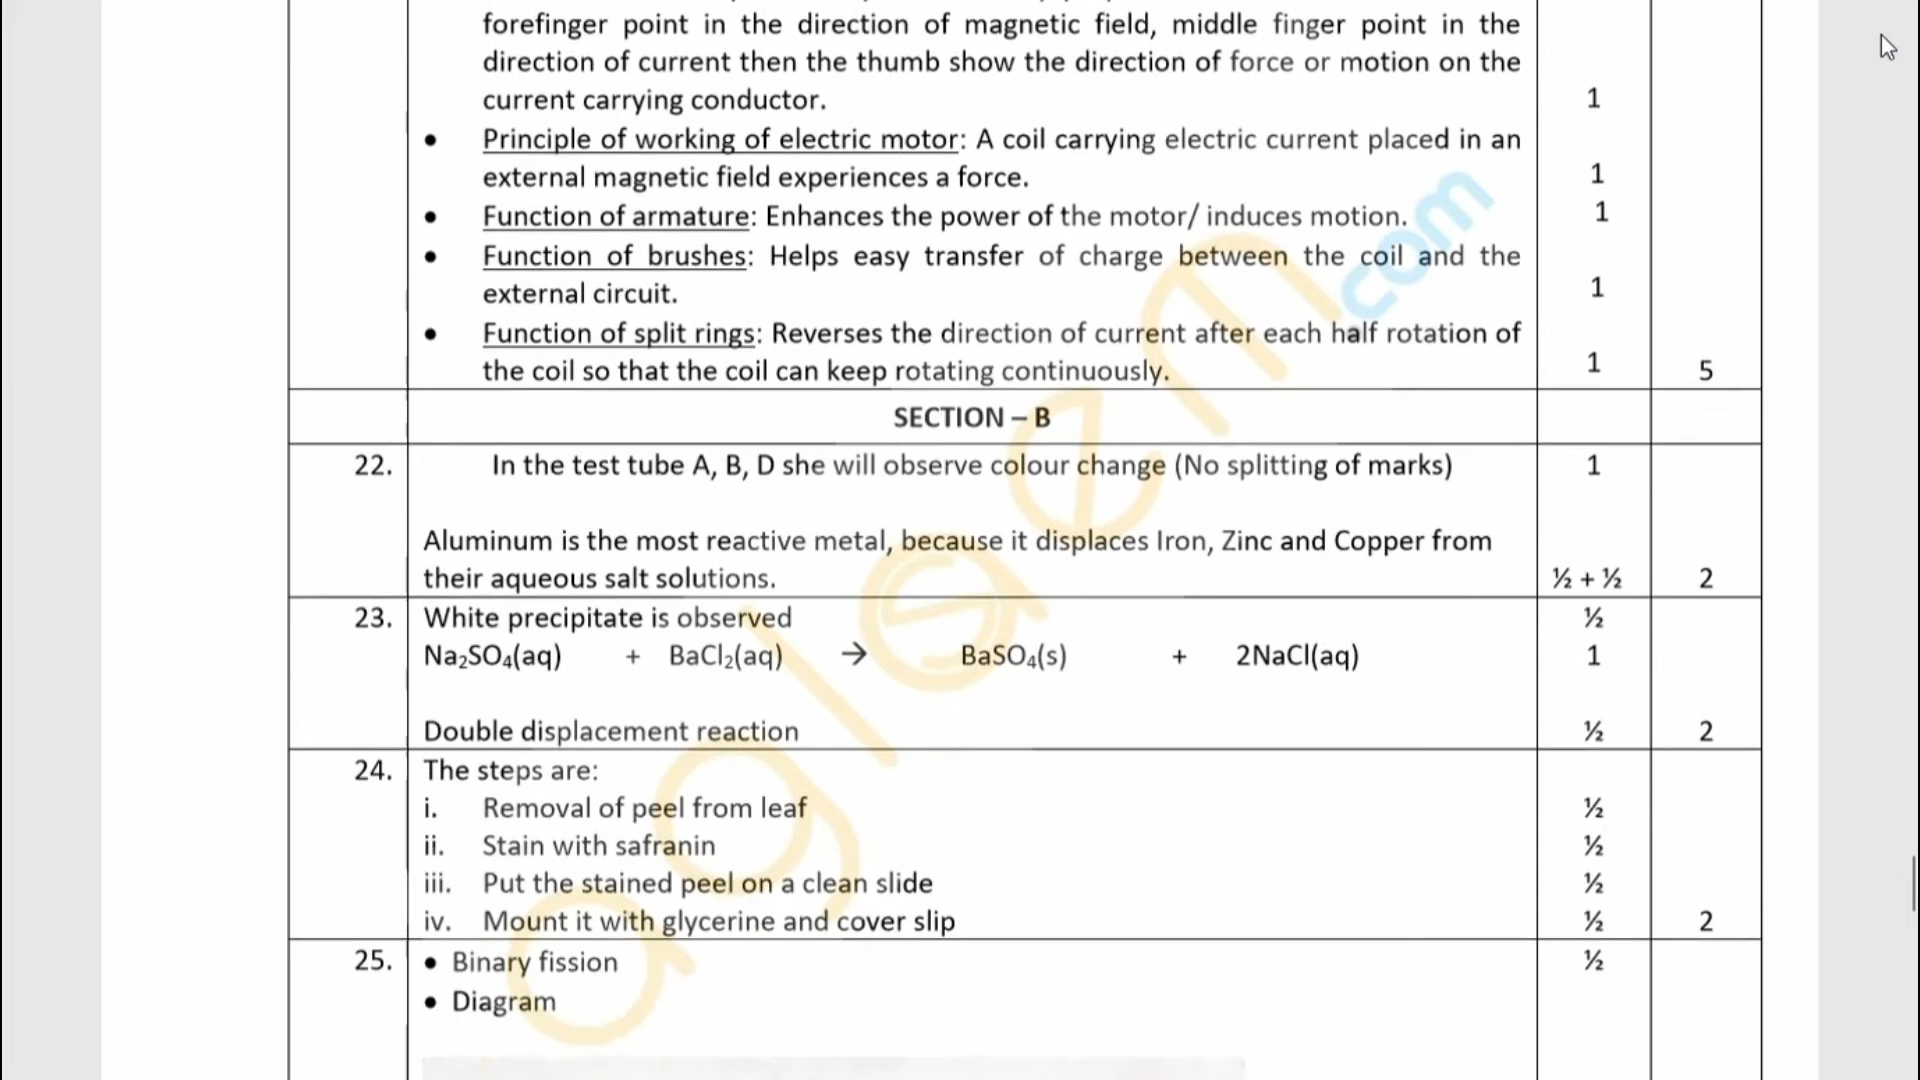 forefinger point in the direction of magnetic field, middle finger point in the
direction of current then the thumb show the direction of force or motion on the
current carrying conductor. 1
• Principle of working of electric motor: A coil carrying electric current placed in an
external magnetic field experiences a force. 1
• Function of armature: Enhances the power of the motor/ induces motion. 1
• Function of brushes: Helps easy transfer of charge between the coil and the
external circuit. 1
• Function of split rings: Reverses the direction of current after each half rotation of
the coil so that the coil can keep rotating continuously. 1 5
SECTION – B
22. In the test tube A, B, D she will observe colour change (No splitting of marks) 1
Aluminum is the most reactive metal, because it displaces Iron, Zinc and Copper from
their aqueous salt solutions. ½ + ½ 2
23. White precipitate is observed ½
Na₂SO₄(aq) + BaCl₂(aq) → BaSO₄(s) + 2NaCl(aq) 1
Double displacement reaction ½ 2
24. The steps are:
i. Removal of peel from leaf ½
ii. Stain with safranin ½
iii. Put the stained peel on a clean slide ½
iv. Mount it with glycerine and cover slip ½ 2
25. • Binary fission ½
• Diagram
aglasem.com